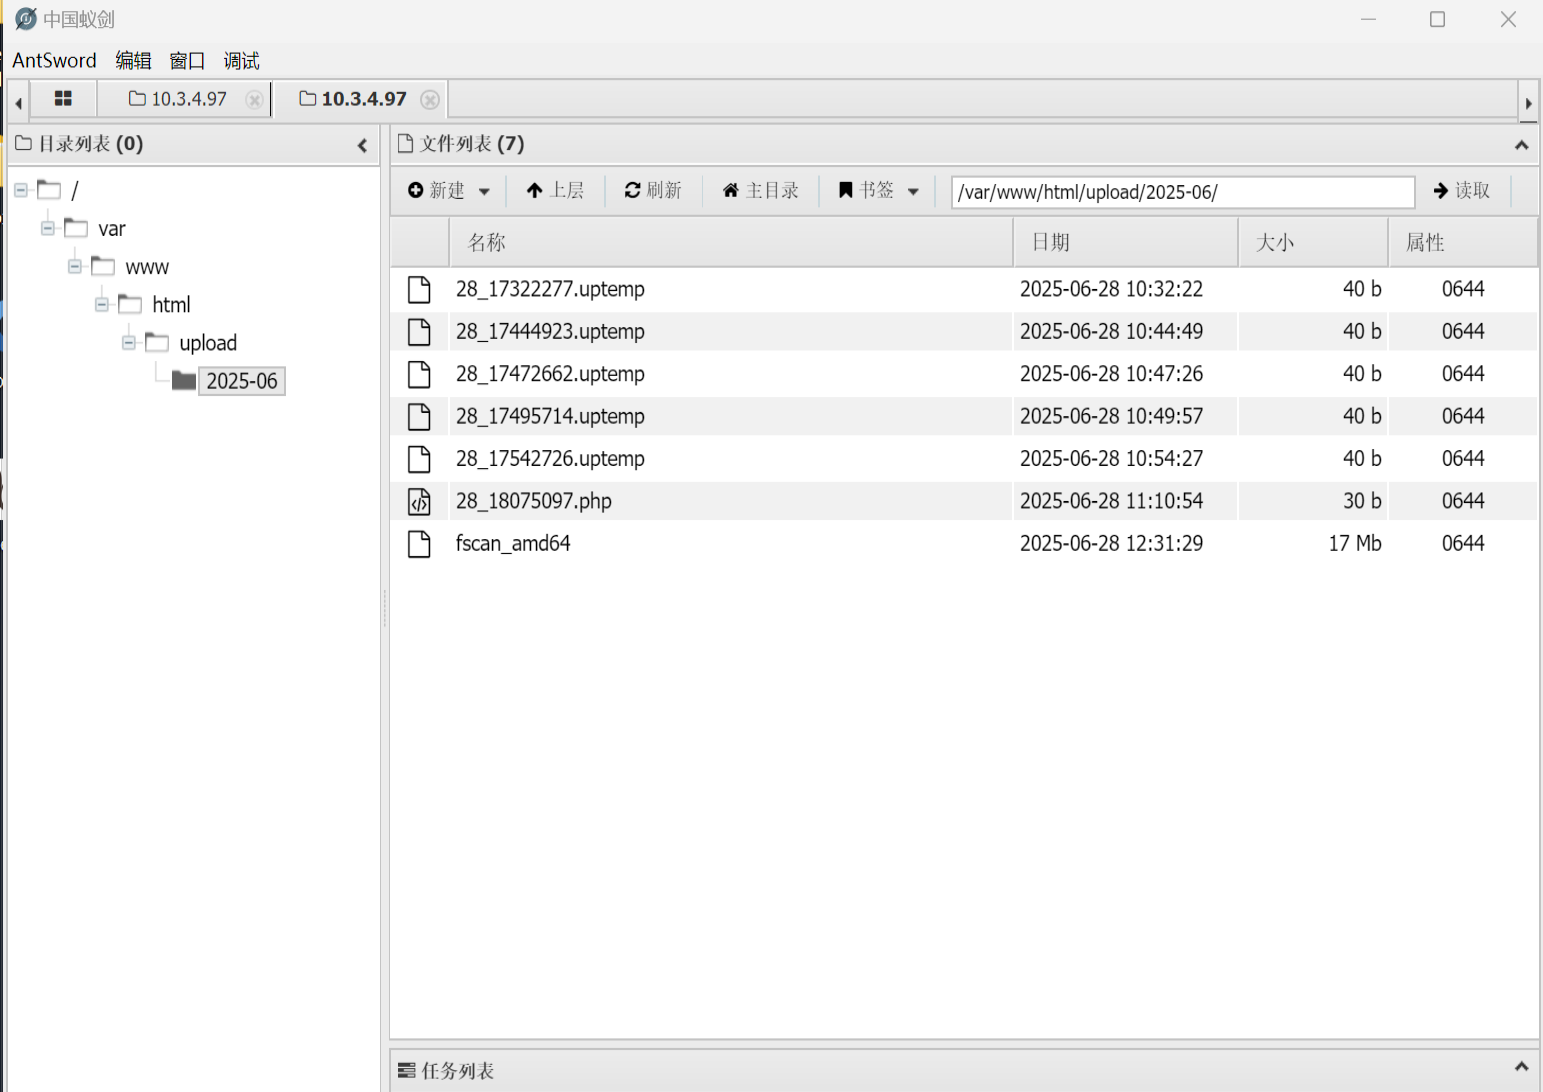 中国蚁剑
AntSword 编辑 窗口 调试
10.3.4.97 10.3.4.97
目录列表 (0)
/
var
www
html
upload
2025-06
文件列表 (7)
新建 上层 刷新 主目录 书签 /var/www/html/upload/2025-06/ 读取
名称 日期 大小 属性
28_17322277.uptemp 2025-06-28 10:32:22 40 b 0644
28_17444923.uptemp 2025-06-28 10:44:49 40 b 0644
28_17472662.uptemp 2025-06-28 10:47:26 40 b 0644
28_17495714.uptemp 2025-06-28 10:49:57 40 b 0644
28_17542726.uptemp 2025-06-28 10:54:27 40 b 0644
28_18075097.php 2025-06-28 11:10:54 30 b 0644
fscan_amd64 2025-06-28 12:31:29 17 Mb 0644
任务列表